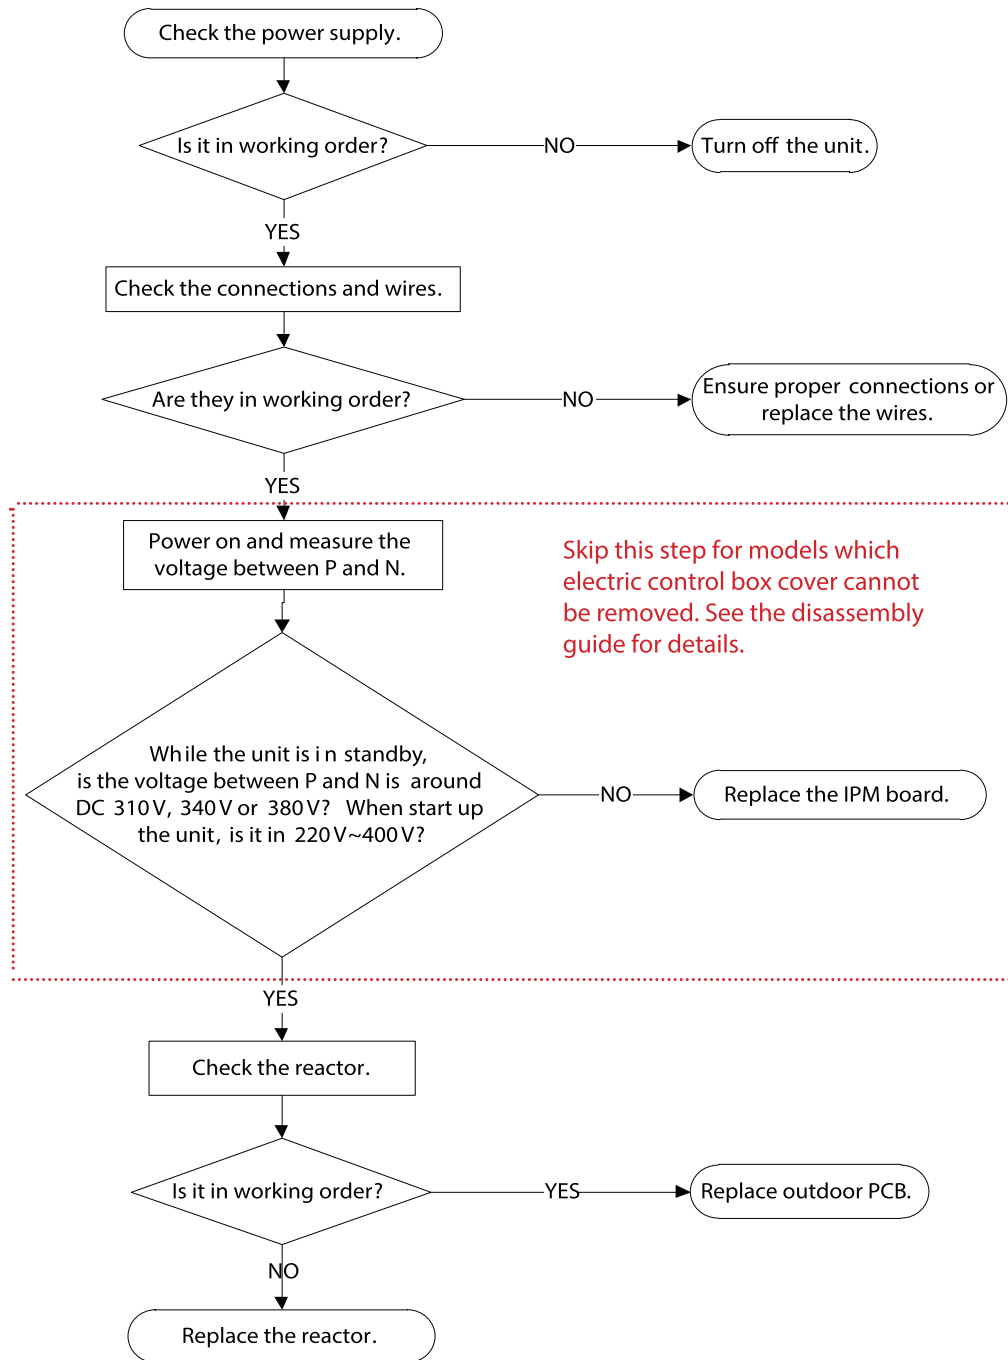 Check the power supply.
Is it in working order?
NO
Turn off the unit.
YES
Check the connections and wires.
Are they in working order?
NO
Ensure proper connections or
replace the wires.
YES
Power on and measure the
voltage between P and N.
Skip this step for models which
electric control box cover cannot
be removed. See the disassembly
guide for details.
While the unit is in standby,
is the voltage between P and N is around
DC 310V, 340V or 380V? When start up
the unit, is it in 220V~400V?
NO
Replace the IPM board.
YES
Check the reactor.
Is it in working order?
YES
Replace outdoor PCB.
NO
Replace the reactor.